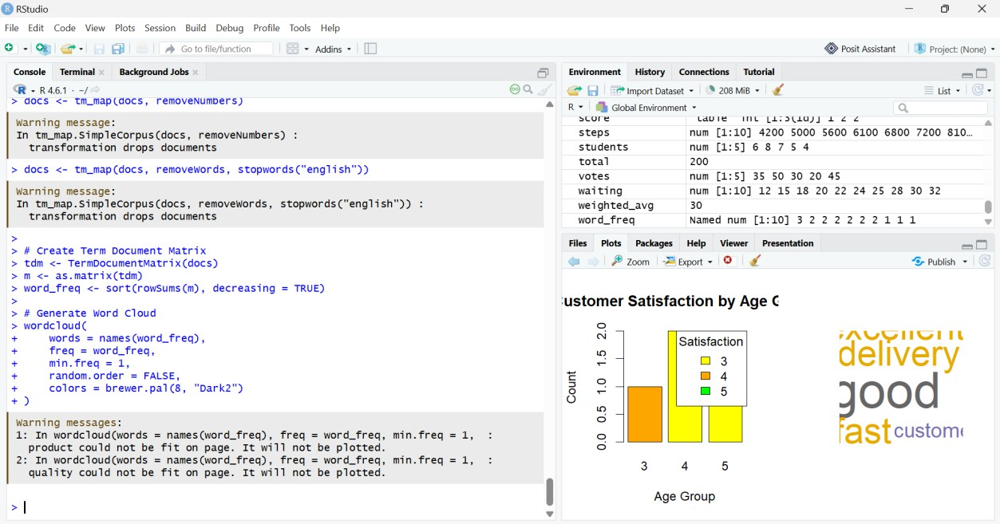 RStudio
File Edit Code View Plots Session Build Debug Profile Tools Help
Go to file/function
Addins
Posit Assistant
Project: (None)
Console Terminal Background Jobs
R 4.6.1 · ~/
> docs <- tm_map(docs, removeNumbers)
Warning message:
In tm_map.SimpleCorpus(docs, removeNumbers) :
  transformation drops documents
> docs <- tm_map(docs, removeWords, stopwords("english"))
Warning message:
In tm_map.SimpleCorpus(docs, removeWords, stopwords("english")) :
  transformation drops documents
>
> # Create Term Document Matrix
> tdm <- TermDocumentMatrix(docs)
> m <- as.matrix(tdm)
> word_freq <- sort(rowSums(m), decreasing = TRUE)
>
> # Generate Word Cloud
> wordcloud(
+     words = names(word_freq),
+     freq = word_freq,
+     min.freq = 1,
+     random.order = FALSE,
+     colors = brewer.pal(8, "Dark2")
+ )
Warning messages:
1: In wordcloud(words = names(word_freq), freq = word_freq, min.freq = 1,  :
  product could not be fit on page. It will not be plotted.
2: In wordcloud(words = names(word_freq), freq = word_freq, min.freq = 1,  :
  quality could not be fit on page. It will not be plotted.
>
Environment History Connections Tutorial
Import Dataset 208 MiB
List
R Global Environment
score 'table' int [1:3(1d)] 1 2 2
steps num [1:10] 4200 5000 5600 6100 6800 7200 810...
students num [1:5] 6 8 7 5 4
total 200
votes num [1:5] 35 50 30 20 45
waiting num [1:10] 12 15 18 20 22 24 25 28 30 32
weighted_avg 30
word_freq Named num [1:10] 3 2 2 2 2 2 2 1 1 1
Files Plots Packages Help Viewer Presentation
Zoom Export Publish
ustomer Satisfaction by Age G
Count
2.0
1.5
1.0
0.5
0.0
Satisfaction
3
4
5
3 4 5
Age Group
excellent
delivery
good
fast custome